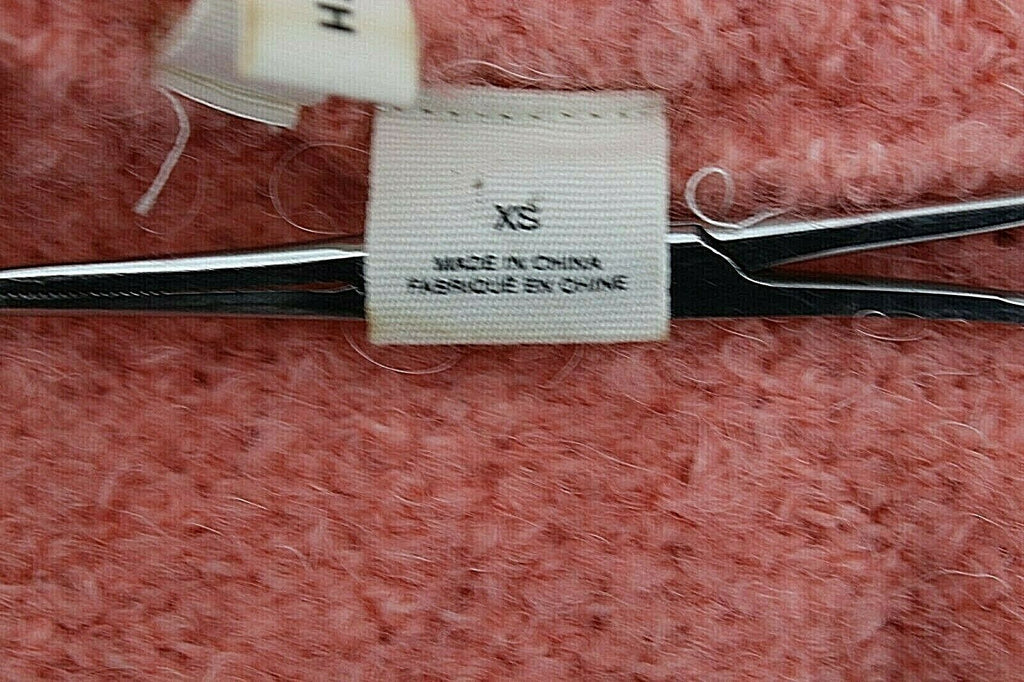 H
XS
MADE IN CHINA
FABRIQUÉ EN CHINE